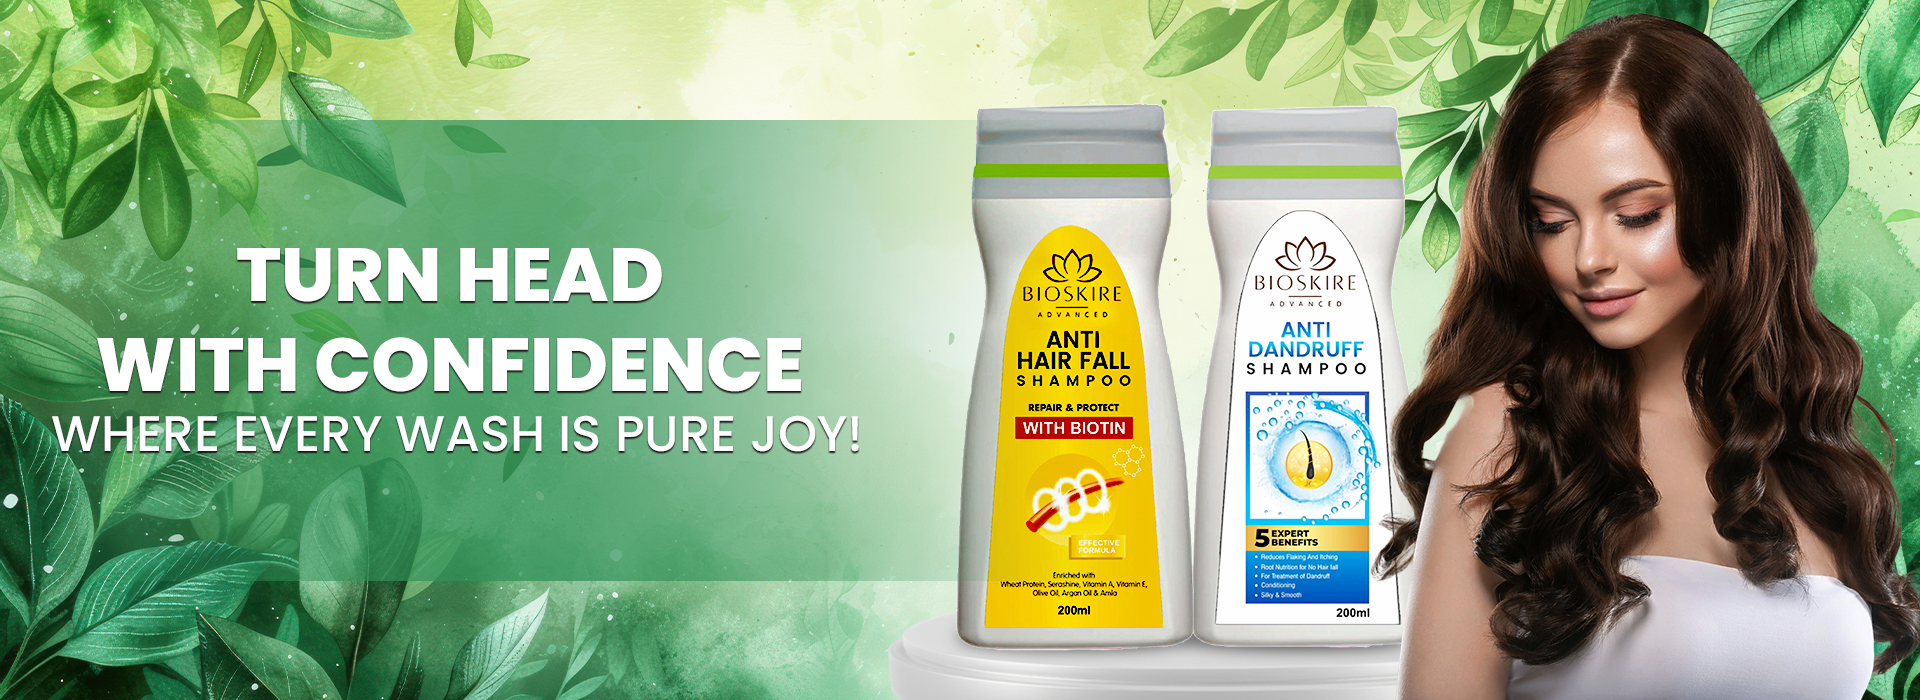 TURN HEAD
WITH CONFIDENCE
WHERE EVERY WASH IS PURE JOY!
BIOSKIRE
ADVANCED
ANTI
HAIR FALL
SHAMPOO
REPAIR & PROTECT
WITH BIOTIN
EFFECTIVE
FORMULA
Enriched with
Wheat Protein, Serashine, Vitamin A, Vitamin E,
Olive Oil, Argan Oil & Amla
200ml
BIOSKIRE
ADVANCED
ANTI
DANDRUFF
SHAMPOO
5 EXPERT
BENEFITS
• Reduces Flaking And Itching
• Root Nutrition for No Hair fall
• For Treatment of Dandruff
• Conditioning
• Silky & Smooth
200ml